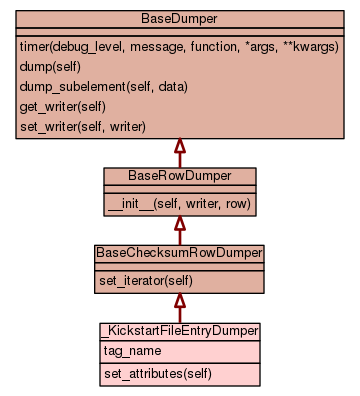 BaseDumper
timer(debug_level, message, function, *args, **kwargs)
dump(self)
dump_subelement(self, data)
get_writer(self)
set_writer(self, writer)
BaseRowDumper
__init__(self, writer, row)
BaseChecksumRowDumper
set_iterator(self)
_KickstartFileEntryDumper
tag_name
set_attributes(self)